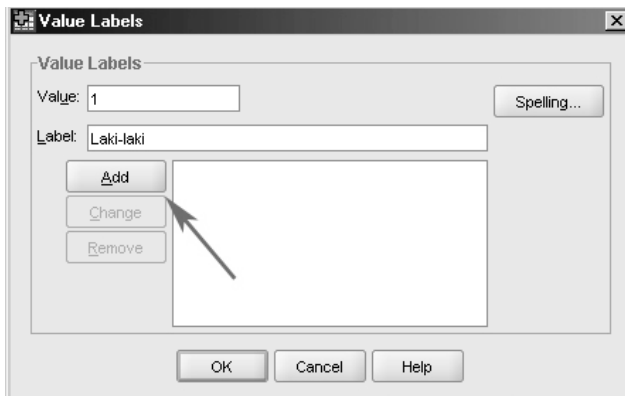 Value Labels
Value Labels
Value: 1
Spelling...
Label: Laki-laki
Add
Change
Remove
OK Cancel Help